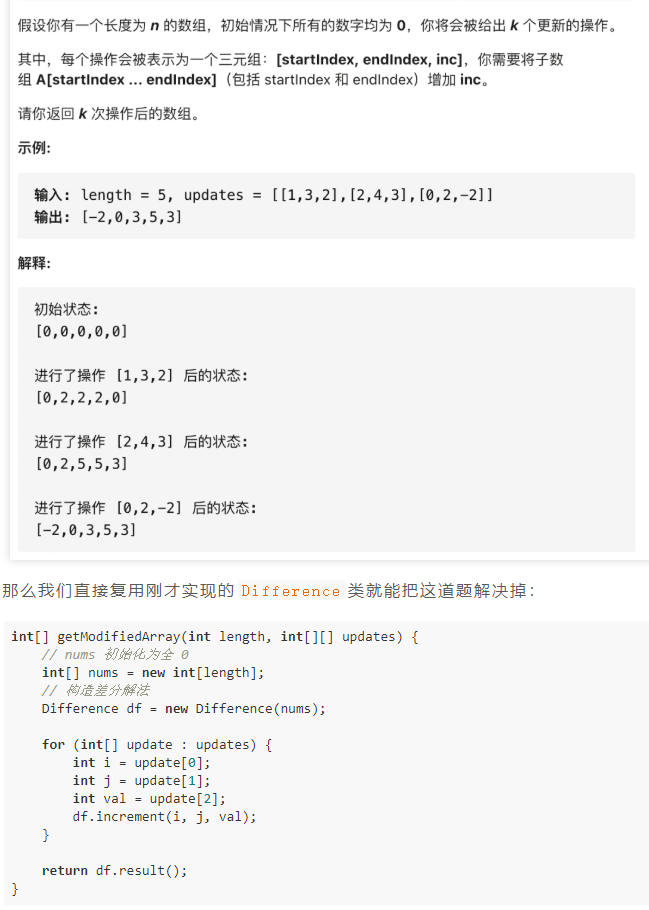 假设你有一个长度为 n 的数组，初始情况下所有的数字均为 0，你将会被给出 k 个更新的操作。
其中，每个操作会被表示为一个三元组：[startIndex, endIndex, inc]，你需要将子数
组 A[startIndex ... endIndex]（包括 startIndex 和 endIndex）增加 inc。
请你返回 k 次操作后的数组。
示例:
输入: length = 5, updates = [[1,3,2],[2,4,3],[0,2,-2]]
输出: [-2,0,3,5,3]
解释:
初始状态:
[0,0,0,0,0]
进行了操作 [1,3,2] 后的状态:
[0,2,2,2,0]
进行了操作 [2,4,3] 后的状态:
[0,2,5,5,3]
进行了操作 [0,2,-2] 后的状态:
[-2,0,3,5,3]
那么我们直接复用刚才实现的 Difference 类就能把这道题解决掉：
int[] getModifiedArray(int length, int[][] updates) {
// nums 初始化为全 0
int[] nums = new int[length];
// 构造差分解法
Difference df = new Difference(nums);
for (int[] update : updates) {
int i = update[0];
int j = update[1];
int val = update[2];
df.increment(i, j, val);
}
return df.result();
}